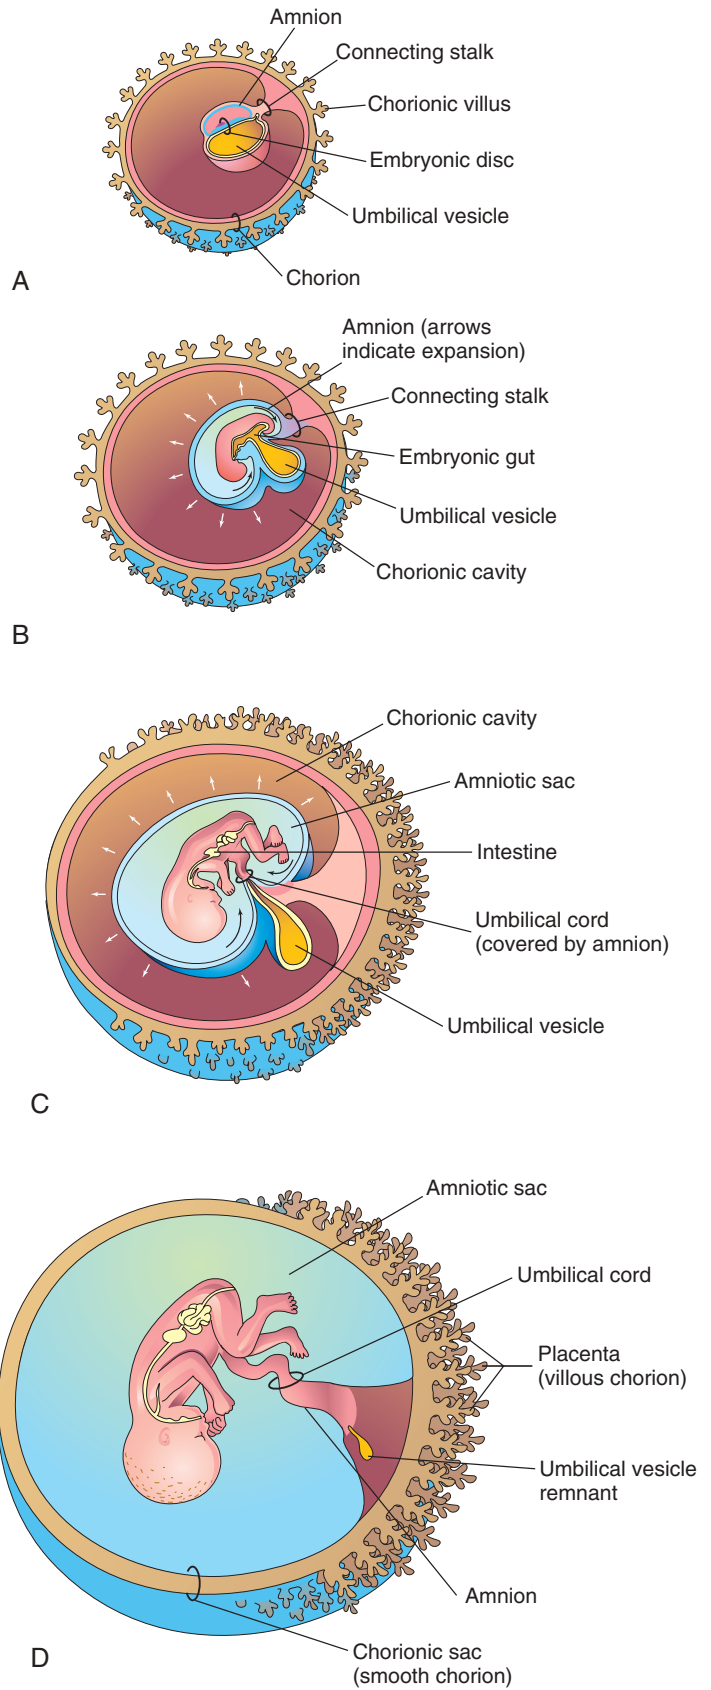 Amnion
Connecting stalk
Chorionic villus
Embryonic disc
Umbilical vesicle
Chorion
A
Amnion (arrows
indicate expansion)
Connecting stalk
Embryonic gut
Umbilical vesicle
Chorionic cavity
B
Chorionic cavity
Amniotic sac
Intestine
Umbilical cord
(covered by amnion)
Umbilical vesicle
C
Amniotic sac
Umbilical cord
Placenta
(villous chorion)
Umbilical vesicle
remnant
Amnion
Chorionic sac
(smooth chorion)
D